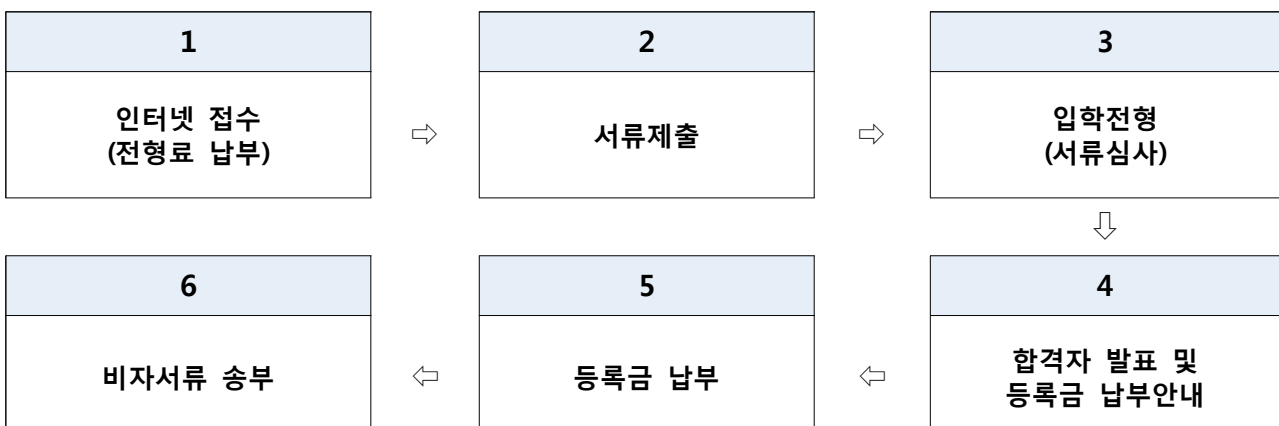 1
인터넷 접수
(전형료 납부)
⇨
2
서류제출
⇨
3
입학전형
(서류심사)
⇩
4
합격자 발표 및
등록금 납부안내
⇦
5
등록금 납부
⇦
6
비자서류 송부